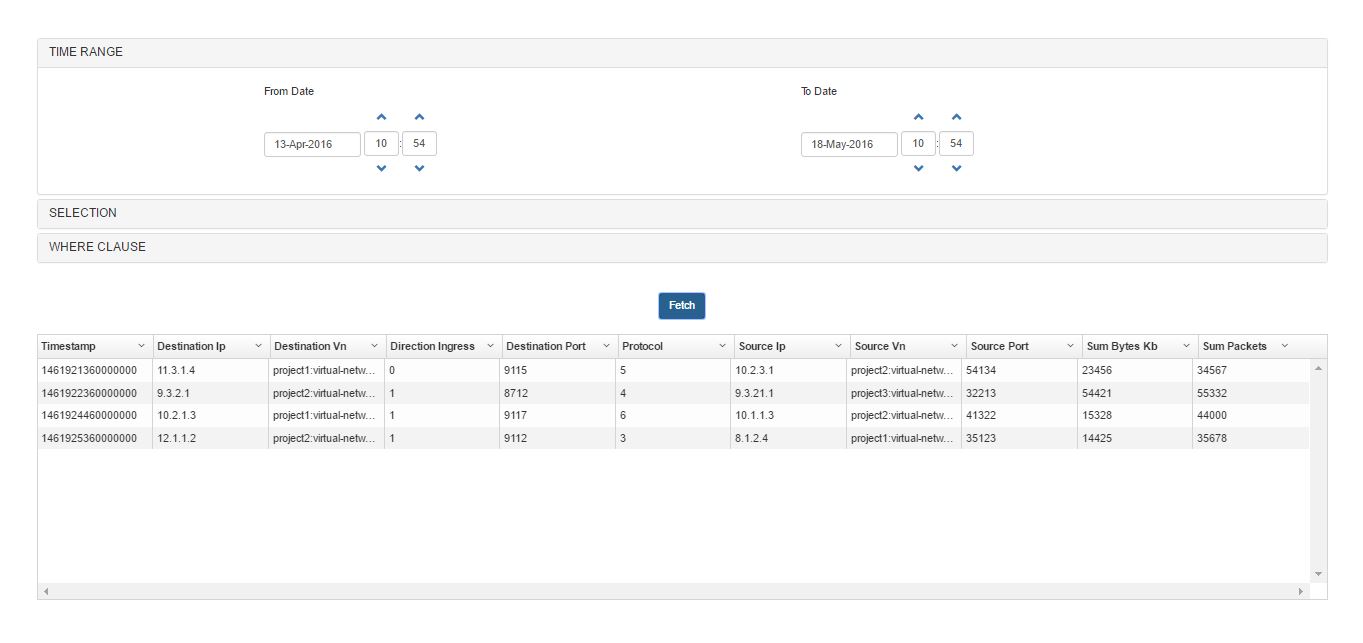 TIME RANGE
From Date To Date
13-Apr-2016 10 : 54 18-May-2016 10 : 54
SELECTION
WHERE CLAUSE
Fetch
Timestamp Destination Ip Destination Vn Direction Ingress Destination Port Protocol Source Ip Source Vn Source Port Sum Bytes Kb Sum Packets
1461921360000000 11.3.1.4 project1:virtual-netw... 0 9115 5 10.2.3.1 project2:virtual-netw... 54134 23456 34567
1461922360000000 9.3.2.1 project2:virtual-netw... 1 8712 4 9.3.21.1 project3:virtual-netw... 32213 54421 55332
1461924460000000 10.2.1.3 project1:virtual-netw... 1 9117 6 10.1.1.3 project2:virtual-netw... 41322 15328 44000
1461925360000000 12.1.1.2 project2:virtual-netw... 1 9112 3 8.1.2.4 project1:virtual-netw... 35123 14425 35678